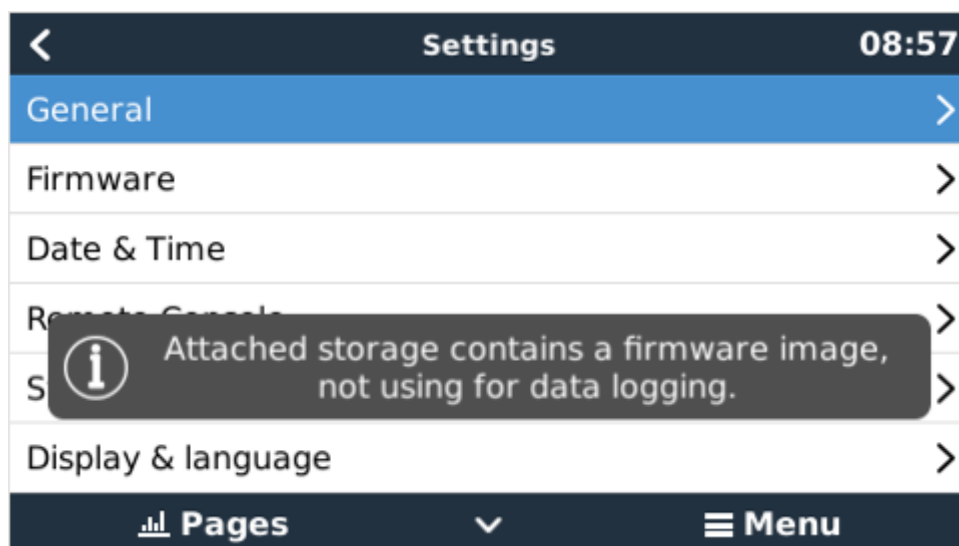 Settings 08:57
General
Firmware
Date & Time
Attached storage contains a firmware image,
not using for data logging.
Display & language
Pages Menu